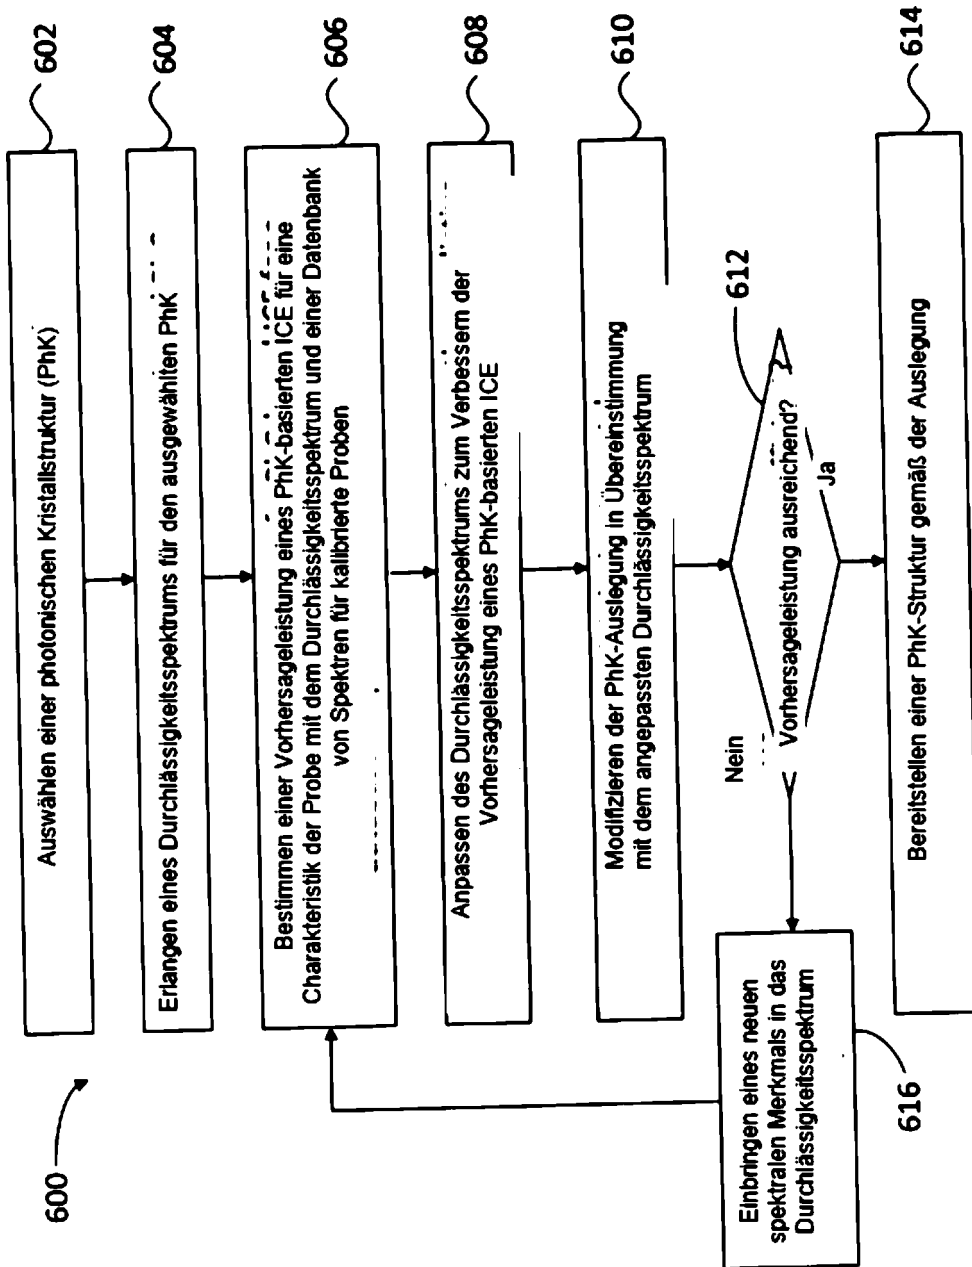 600
Auswählen einer photonischen Kristallstruktur (PhK)
602
Erlangen eines Durchlässigkeitsspektrums für den ausgewählten PhK
604
Bestimmen einer Vorhersageleistung eines PhK-basierten ICE für eine
Charakteristik der Probe mit dem Durchlässigkeitsspektrum und einer Datenbank
von Spektren für kalibrierte Proben
606
Anpassen des Durchlässigkeitsspektrums zum Verbessern der
Vorhersageleistung eines PhK-basierten ICE
608
Modifizieren der PhK-Auslegung in Übereinstimmung
mit dem angepassten Durchlässigkeitsspektrum
610
Vorhersageleistung ausreichend?
612
Nein
Ja
Einbringen eines neuen
spektralen Merkmals in das
Durchlässigkeitsspektrum
616
Bereitstellen einer PhK-Struktur gemäß der Auslegung
614